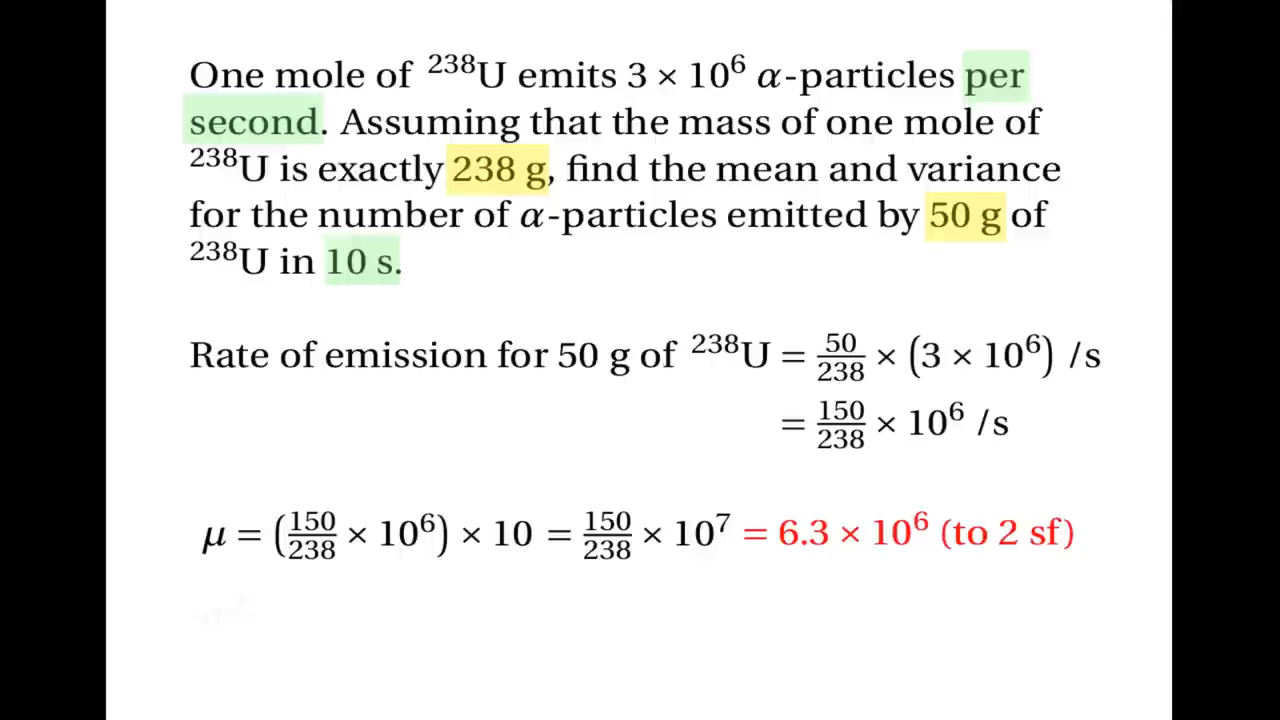 One mole of ²³⁸U emits 3 × 10⁶ α-particles per
second. Assuming that the mass of one mole of
²³⁸U is exactly 238 g, find the mean and variance
for the number of α-particles emitted by 50 g of
²³⁸U in 10 s.
Rate of emission for 50 g of ²³⁸U = 50/238 × (3 × 10⁶) /s
= 150/238 × 10⁶ /s
μ = (150/238 × 10⁶) × 10 = 150/238 × 10⁷ = 6.3 × 10⁶ (to 2 sf)